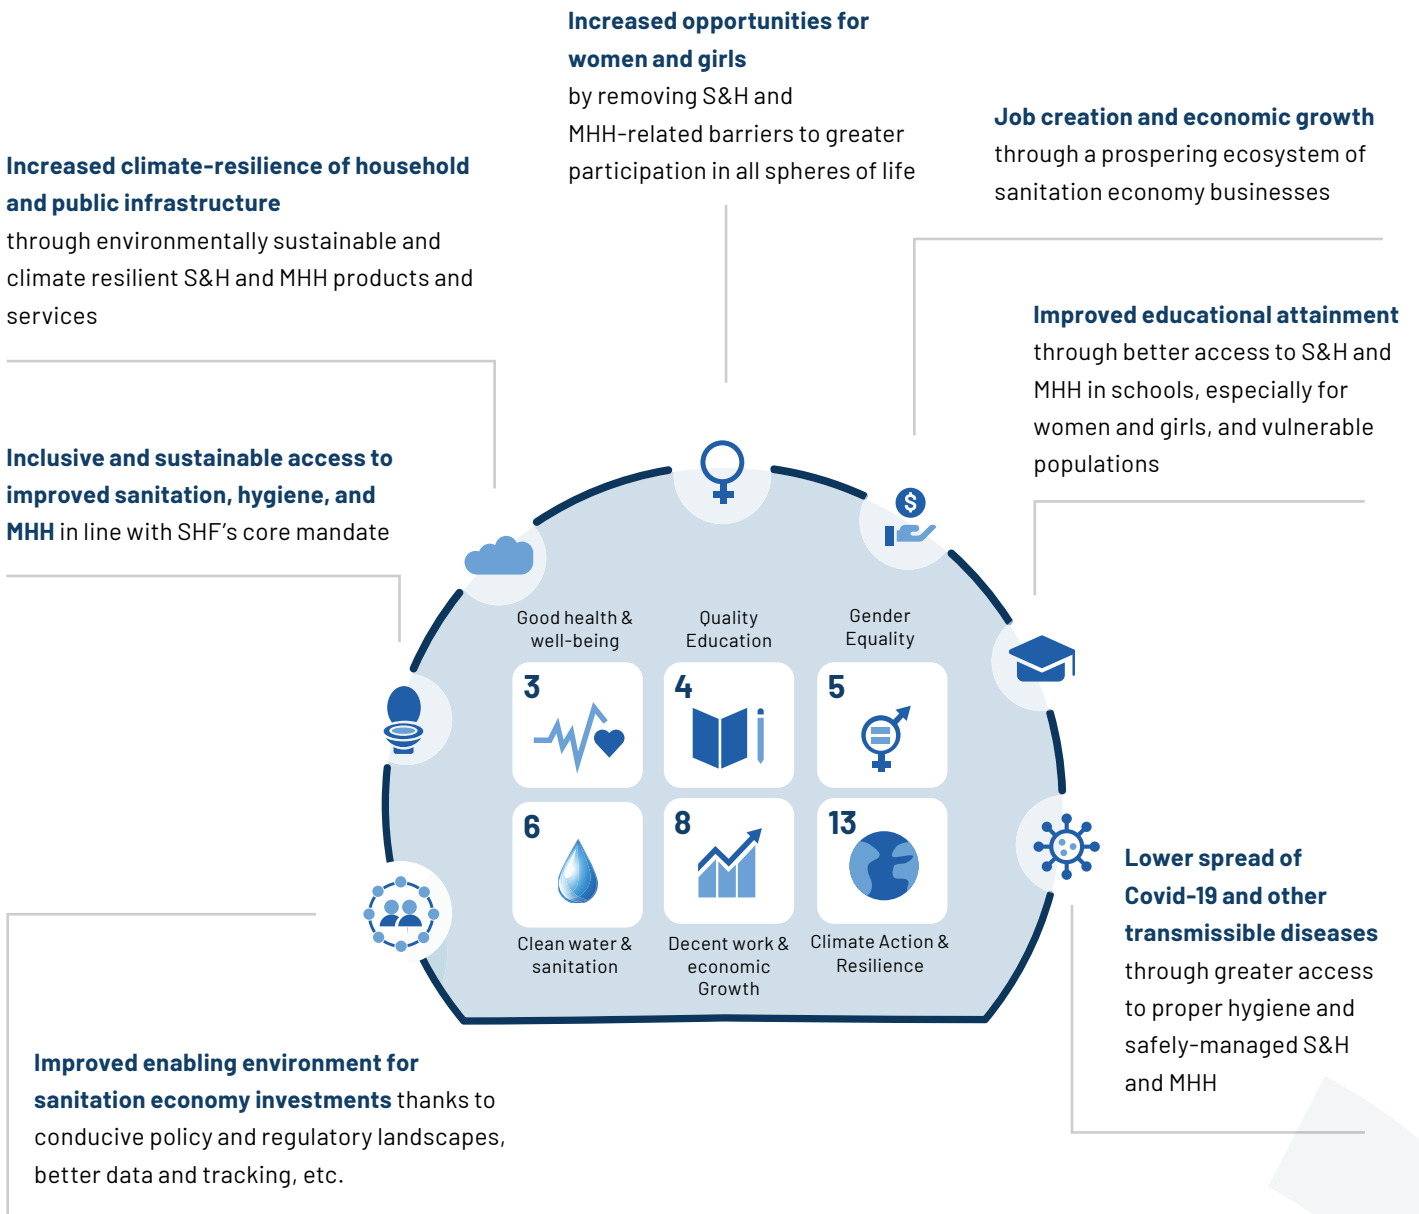 Increased opportunities for
women and girls
by removing S&H and
MHH-related barriers to greater
participation in all spheres of life
Job creation and economic growth
through a prospering ecosystem of
sanitation economy businesses
Increased climate-resilience of household
and public infrastructure
through environmentally sustainable and
climate resilient S&H and MHH products and
services
Improved educational attainment
through better access to S&H and
MHH in schools, especially for
women and girls, and vulnerable
populations
Inclusive and sustainable access to
improved sanitation, hygiene, and
MHH in line with SHF's core mandate
$
Good health &
well-being
3
Quality
Education
4
Gender
Equality
5
6
Clean water &
sanitation
8
Decent work &
economic
Growth
13
Climate Action &
Resilience
Lower spread of
Covid-19 and other
transmissible diseases
through greater access
to proper hygiene and
safely-managed S&H
and MHH
Improved enabling environment for
sanitation economy investments thanks to
conducive policy and regulatory landscapes,
better data and tracking, etc.